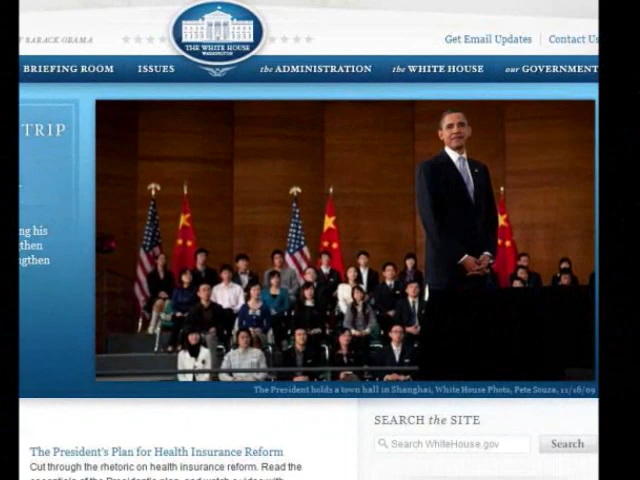 BARACK OBAMA
THE WHITE HOUSE
WASHINGTON
Get Email Updates
Contact Us
BRIEFING ROOM
ISSUES
the ADMINISTRATION
the WHITE HOUSE
our GOVERNMENT
TRIP
ng his
then
ngthen
The President holds a town hall in Shanghai, White House Photo, Pete Souza, 11/16/09
SEARCH the SITE
Search WhiteHouse.gov
Search
The President's Plan for Health Insurance Reform
Cut through the rhetoric on health insurance reform. Read the